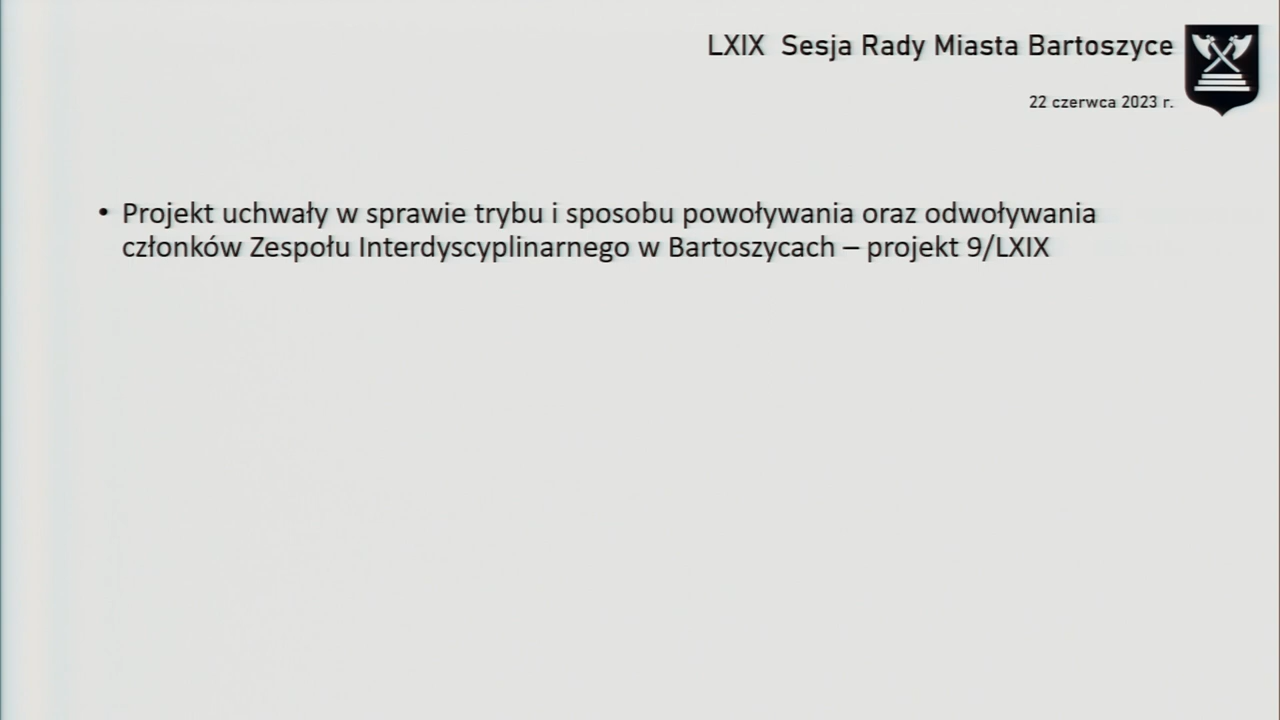 LXIX Sesja Rady Miasta Bartoszyce
22 czerwca 2023 r.
• Projekt uchwały w sprawie trybu i sposobu powoływania oraz odwoływania
członków Zespołu Interdyscyplinarnego w Bartoszycach – projekt 9/LXIX